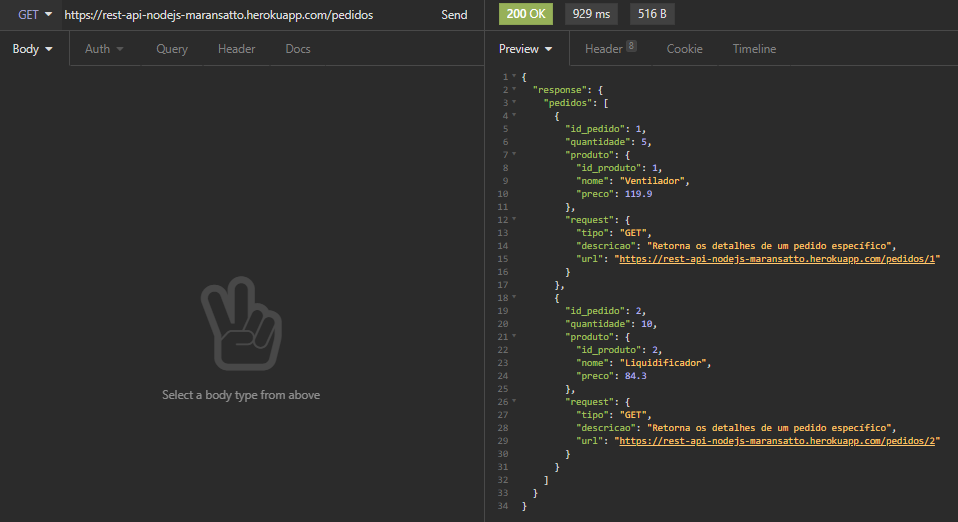 GET https://rest-api-nodejs-maransatto.herokuapp.com/pedidos Send
Body Auth Query Header Docs
Select a body type from above
200 OK 929 ms 516 B
Preview Header 8 Cookie Timeline
1 {
2 "response": {
3 "pedidos": [
4 {
5 "id_pedido": 1,
6 "quantidade": 5,
7 "produto": {
8 "id_produto": 1,
9 "nome": "Ventilador",
10 "preco": 119.9
11 },
12 "request": {
13 "tipo": "GET",
14 "descricao": "Retorna os detalhes de um pedido específico",
15 "url": "https://rest-api-nodejs-maransatto.herokuapp.com/pedidos/1"
16 }
17 },
18 {
19 "id_pedido": 2,
20 "quantidade": 10,
21 "produto": {
22 "id_produto": 2,
23 "nome": "Liquidificador",
24 "preco": 84.3
25 },
26 "request": {
27 "tipo": "GET",
28 "descricao": "Retorna os detalhes de um pedido específico",
29 "url": "https://rest-api-nodejs-maransatto.herokuapp.com/pedidos/2"
30 }
31 }
32 ]
33 }
34 }